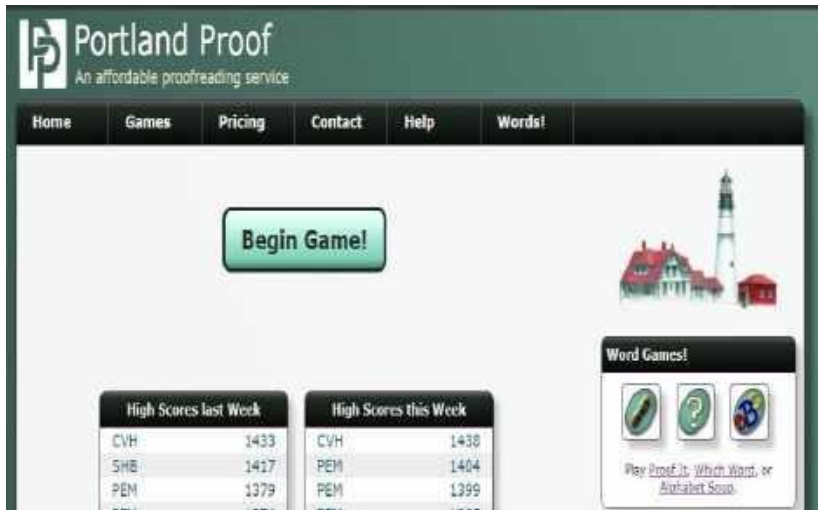 Portland Proof
An affordable proofreading service
Home Games Pricing Contact Help Words!
Begin Game!
Word Games!
High Scores last Week
CVH 1433
SHB 1417
PEM 1379
High Scores this Week
CVH 1438
PEM 1404
PEM 1399
Play Proof It, Which Word, or
Alphabet Soup.